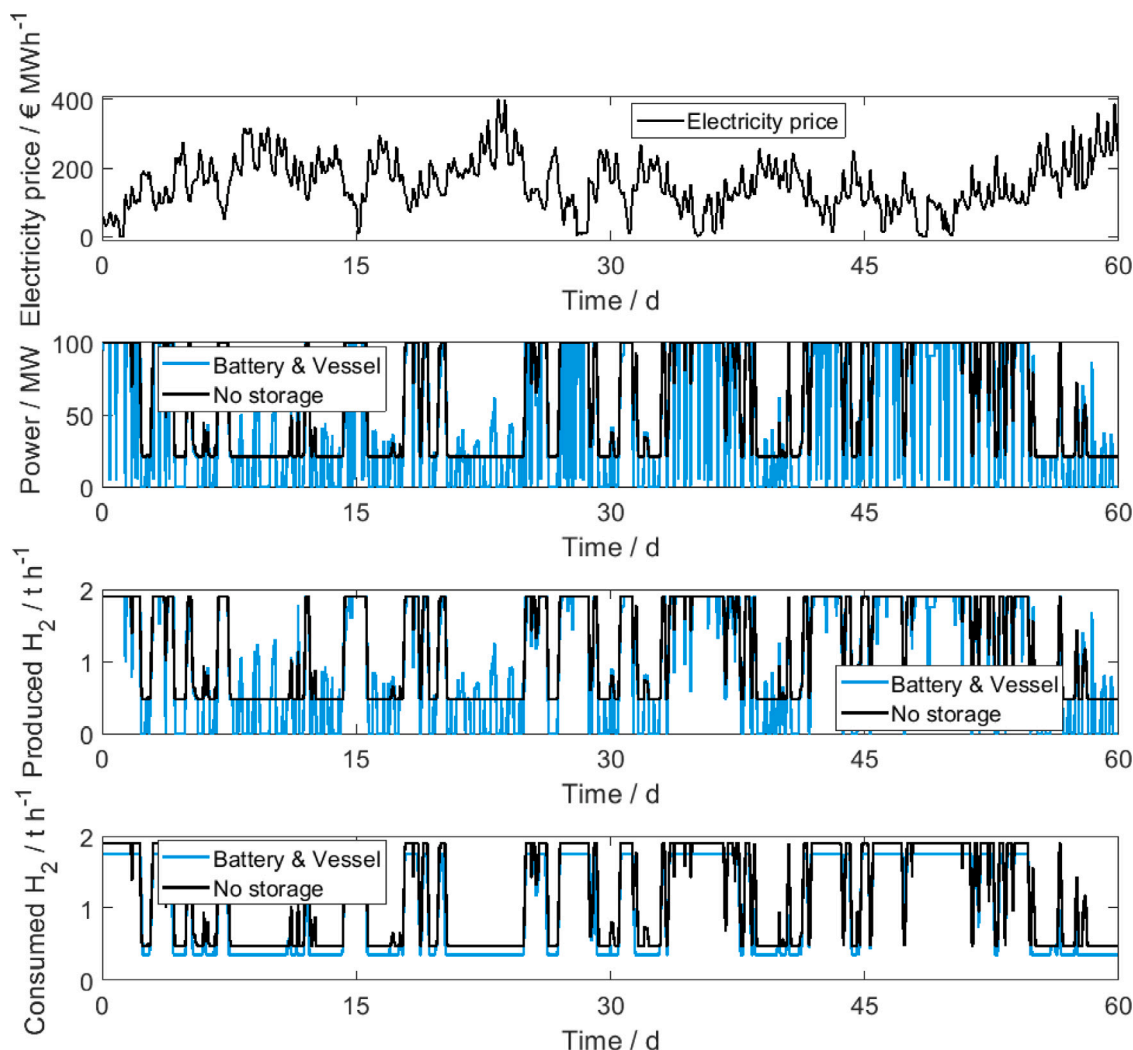 Electricity price / € MWh⁻¹
400
200
0
Electricity price
0 15 30 45 60
Time / d
Power / MW
100
50
0
Battery & Vessel
No storage
0 15 30 45 60
Time / d
Produced H₂ / t h⁻¹
2
1
0
Battery & Vessel
No storage
0 15 30 45 60
Time / d
Consumed H₂ / t h⁻¹
2
1
0
Battery & Vessel
No storage
0 15 30 45 60
Time / d